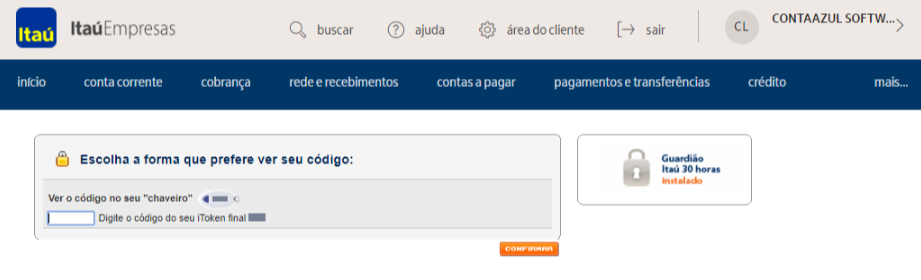 Itaú ItaúEmpresas buscar ajuda área do cliente sair CL CONTAAZUL SOFTW...
início conta corrente cobrança rede e recebimentos contas a pagar pagamentos e transferências crédito mais...
Escolha a forma que prefere ver seu código:
Ver o código no seu "chaveiro"
Digite o código do seu iToken final
CONFIRMAR
Guardião
Itaú 30 horas
Instalado